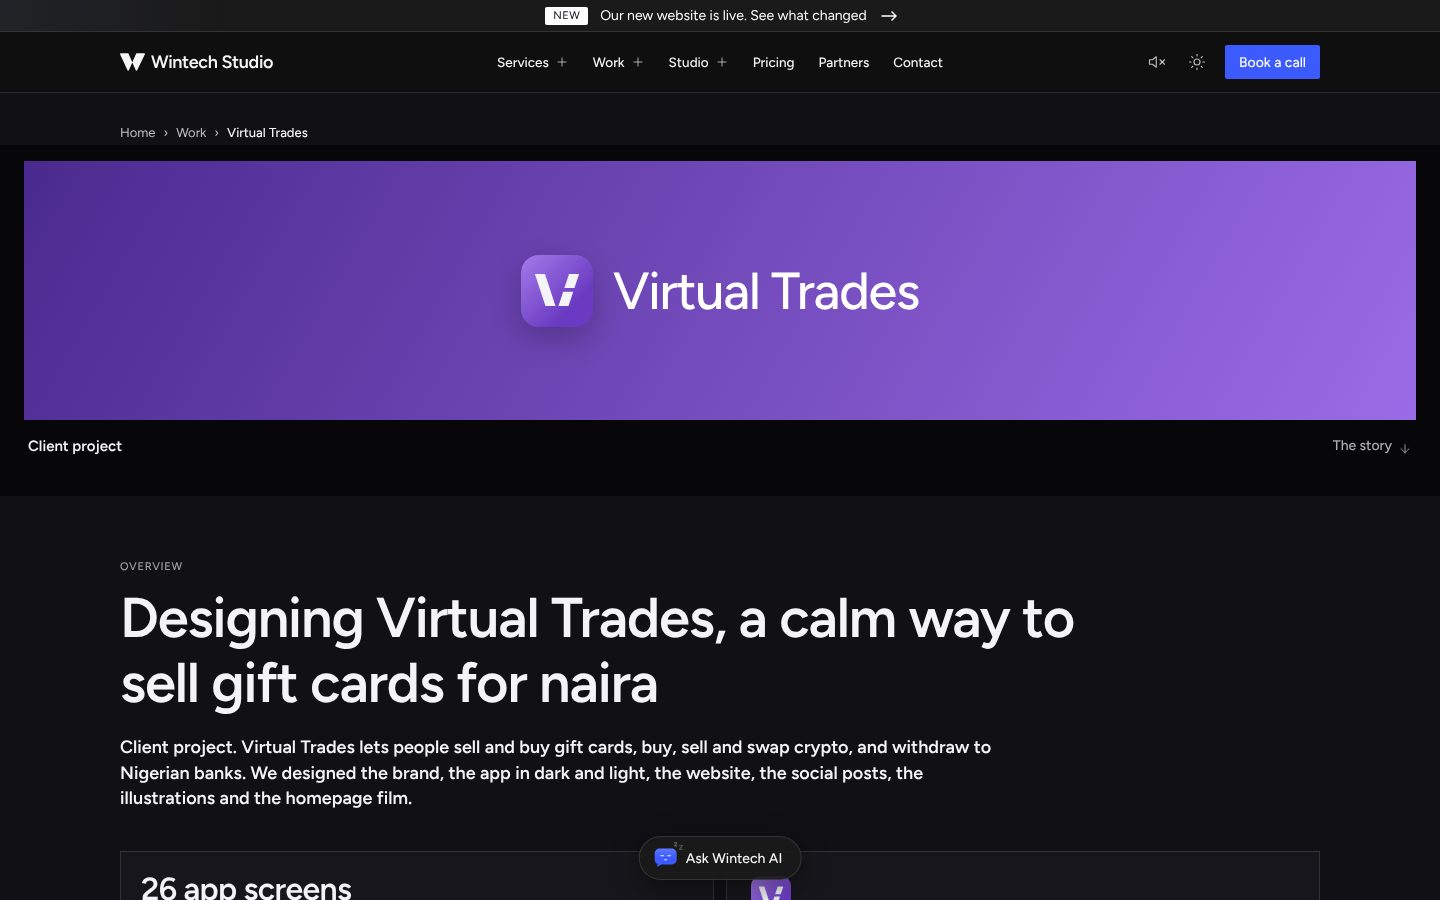 NEW Our new website is live. See what changed
Wintech Studio
Services Work Studio Pricing Partners Contact
Book a call
Home › Work › Virtual Trades
Virtual Trades
Client project
The story
OVERVIEW
Designing Virtual Trades, a calm way to
sell gift cards for naira
Client project. Virtual Trades lets people sell and buy gift cards, buy, sell and swap crypto, and withdraw to
Nigerian banks. We designed the brand, the app in dark and light, the website, the social posts, the
illustrations and the homepage film.
Ask Wintech AI
26 app screens